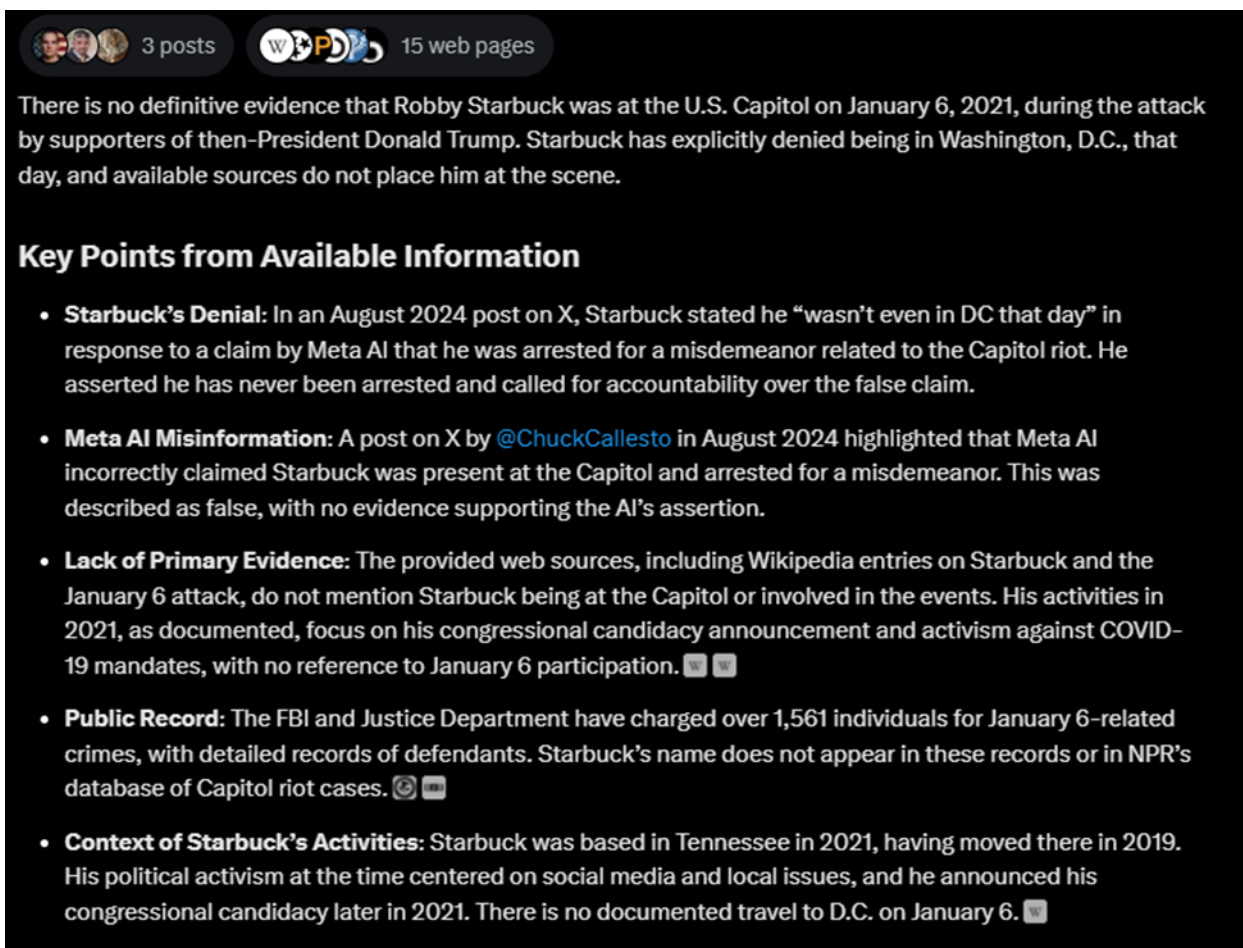 3 posts
W P D 15 web pages
There is no definitive evidence that Robby Starbuck was at the U.S. Capitol on January 6, 2021, during the attack
by supporters of then-President Donald Trump. Starbuck has explicitly denied being in Washington, D.C., that
day, and available sources do not place him at the scene.
Key Points from Available Information
• Starbuck's Denial: In an August 2024 post on X, Starbuck stated he “wasn't even in DC that day” in
response to a claim by Meta AI that he was arrested for a misdemeanor related to the Capitol riot. He
asserted he has never been arrested and called for accountability over the false claim.
• Meta AI Misinformation: A post on X by @ChuckCallesto in August 2024 highlighted that Meta AI
incorrectly claimed Starbuck was present at the Capitol and arrested for a misdemeanor. This was
described as false, with no evidence supporting the AI's assertion.
• Lack of Primary Evidence: The provided web sources, including Wikipedia entries on Starbuck and the
January 6 attack, do not mention Starbuck being at the Capitol or involved in the events. His activities in
2021, as documented, focus on his congressional candidacy announcement and activism against COVID-
19 mandates, with no reference to January 6 participation. W W
• Public Record: The FBI and Justice Department have charged over 1,561 individuals for January 6-related
crimes, with detailed records of defendants. Starbuck's name does not appear in these records or in NPR's
database of Capitol riot cases.
• Context of Starbuck's Activities: Starbuck was based in Tennessee in 2021, having moved there in 2019.
His political activism at the time centered on social media and local issues, and he announced his
congressional candidacy later in 2021. There is no documented travel to D.C. on January 6. W